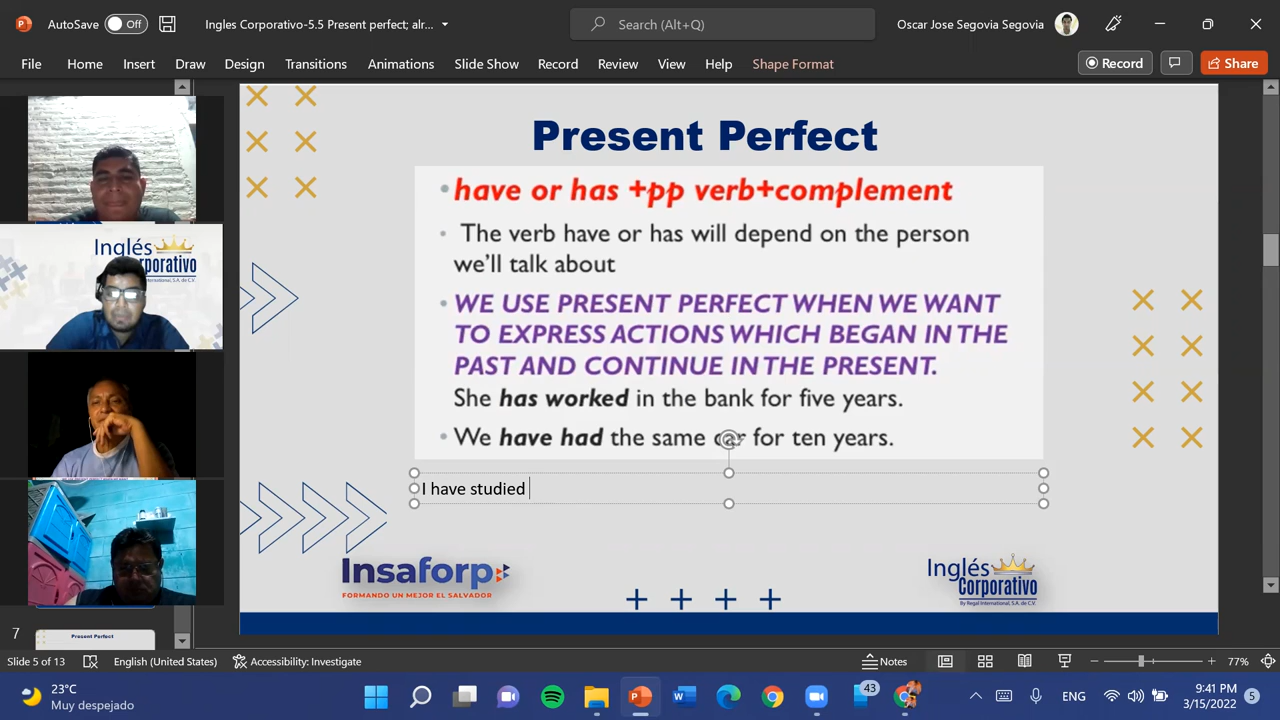 AutoSave Off Ingles Corporativo-5.5 Present perfect; alr... Search (Alt+Q) Oscar Jose Segovia Segovia
File Home Insert Draw Design Transitions Animations Slide Show Record Review View Help Shape Format Record Share
Present Perfect
have or has +pp verb+complement
The verb have or has will depend on the person
we'll talk about
WE USE PRESENT PERFECT WHEN WE WANT
TO EXPRESS ACTIONS WHICH BEGAN IN THE
PAST AND CONTINUE IN THE PRESENT.
She has worked in the bank for five years.
We have had the same car for ten years.
I have studied
Insaforp
FORMANDO UN MEJOR EL SALVADOR
Inglés
Corporativo
By Regal International, S.A. de C.V.
Inglés
Corporativo
International, S.A. de C.V.
7
Present Perfect
Slide 5 of 13 English (United States) Accessibility: Investigate Notes 77%
23°C
Muy despejado
43
ENG
9:41 PM
3/15/2022
5